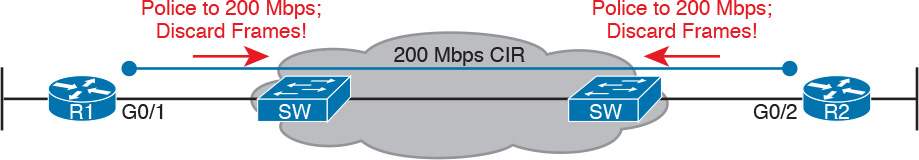 Police to 200 Mbps;
Discard Frames!
Police to 200 Mbps;
Discard Frames!
200 Mbps CIR
R1
G0/1
SW
SW
G0/2
R2